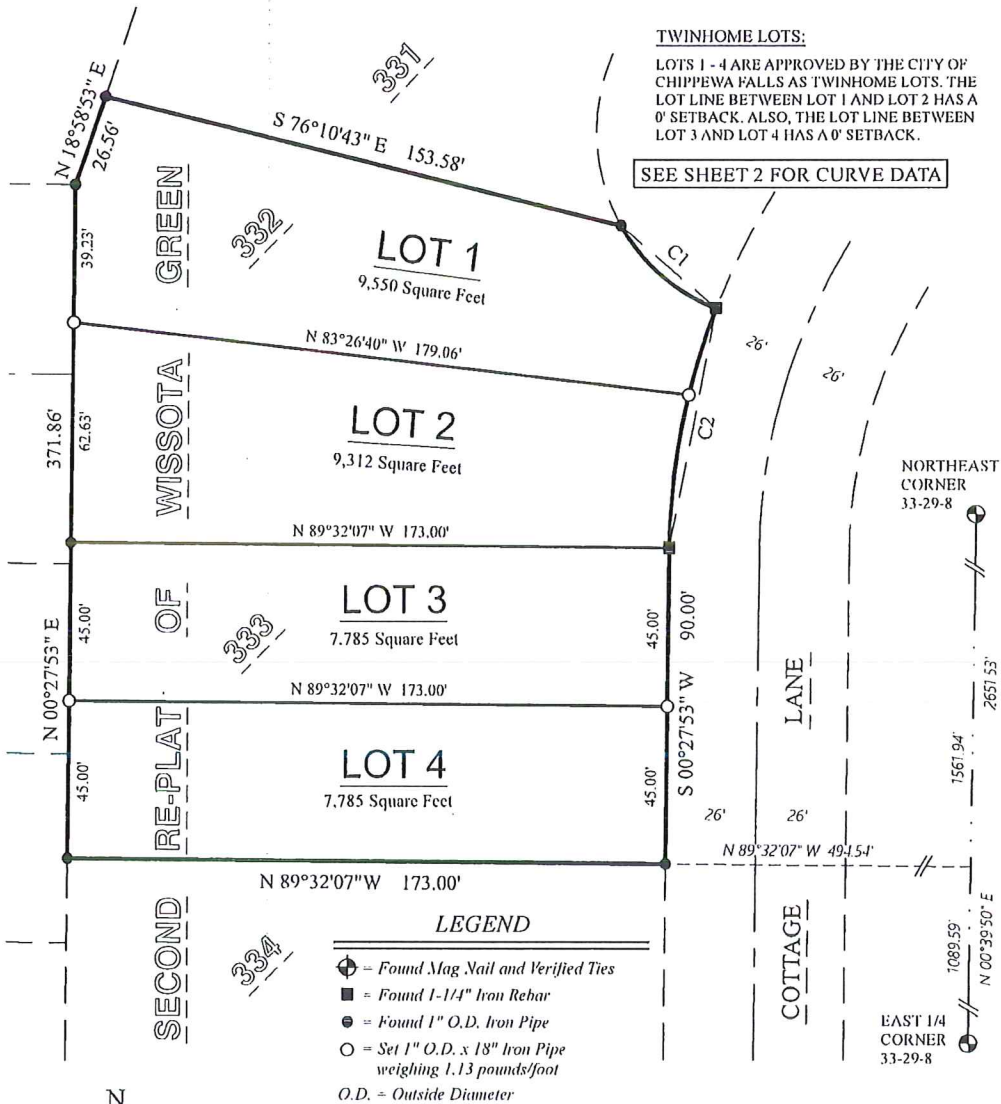 TWINHOME LOTS:
LOTS 1 - 4 ARE APPROVED BY THE CITY OF
CHIPPEWA FALLS AS TWINHOME LOTS. THE
LOT LINE BETWEEN LOT 1 AND LOT 2 HAS A
0' SETBACK. ALSO, THE LOT LINE BETWEEN
LOT 3 AND LOT 4 HAS A 0' SETBACK.
SEE SHEET 2 FOR CURVE DATA
331
N 18°58'53" E
26.56'
S 76°10'43" E 153.58'
332
LOT 1
9,550 Square Feet
C1
39.23'
N 83°26'40" W 179.06'
26'
26'
LOT 2
9,312 Square Feet
C2
371.86'
62.63'
N 89°32'07" W 173.00'
NORTHEAST
CORNER
33-29-8
LOT 3
7.785 Square Feet
333
45.00'
45.00'
90.00'
N 00°27'53" E
S 00°27'53" W
N 89°32'07" W 173.00'
2651.53'
1561.94'
LOT 4
7,785 Square Feet
45.00'
45.00'
26'
26'
N 89°32'07" W 494.54'
N 89°32'07"W 173.00'
SECOND RE-PLAT OF WISSOTA GREEN
COTTAGE LANE
334
1089.59'
N 00°39'50" E
EAST 1/4
CORNER
33-29-8
LEGEND
= Found Mag Nail and Verified Ties
= Found 1-1/4" Iron Rebar
= Found 1" O.D. Iron Pipe
= Set 1" O.D. x 18" Iron Pipe
weighing 1.13 pounds/foot
O.D. = Outside Diameter
N